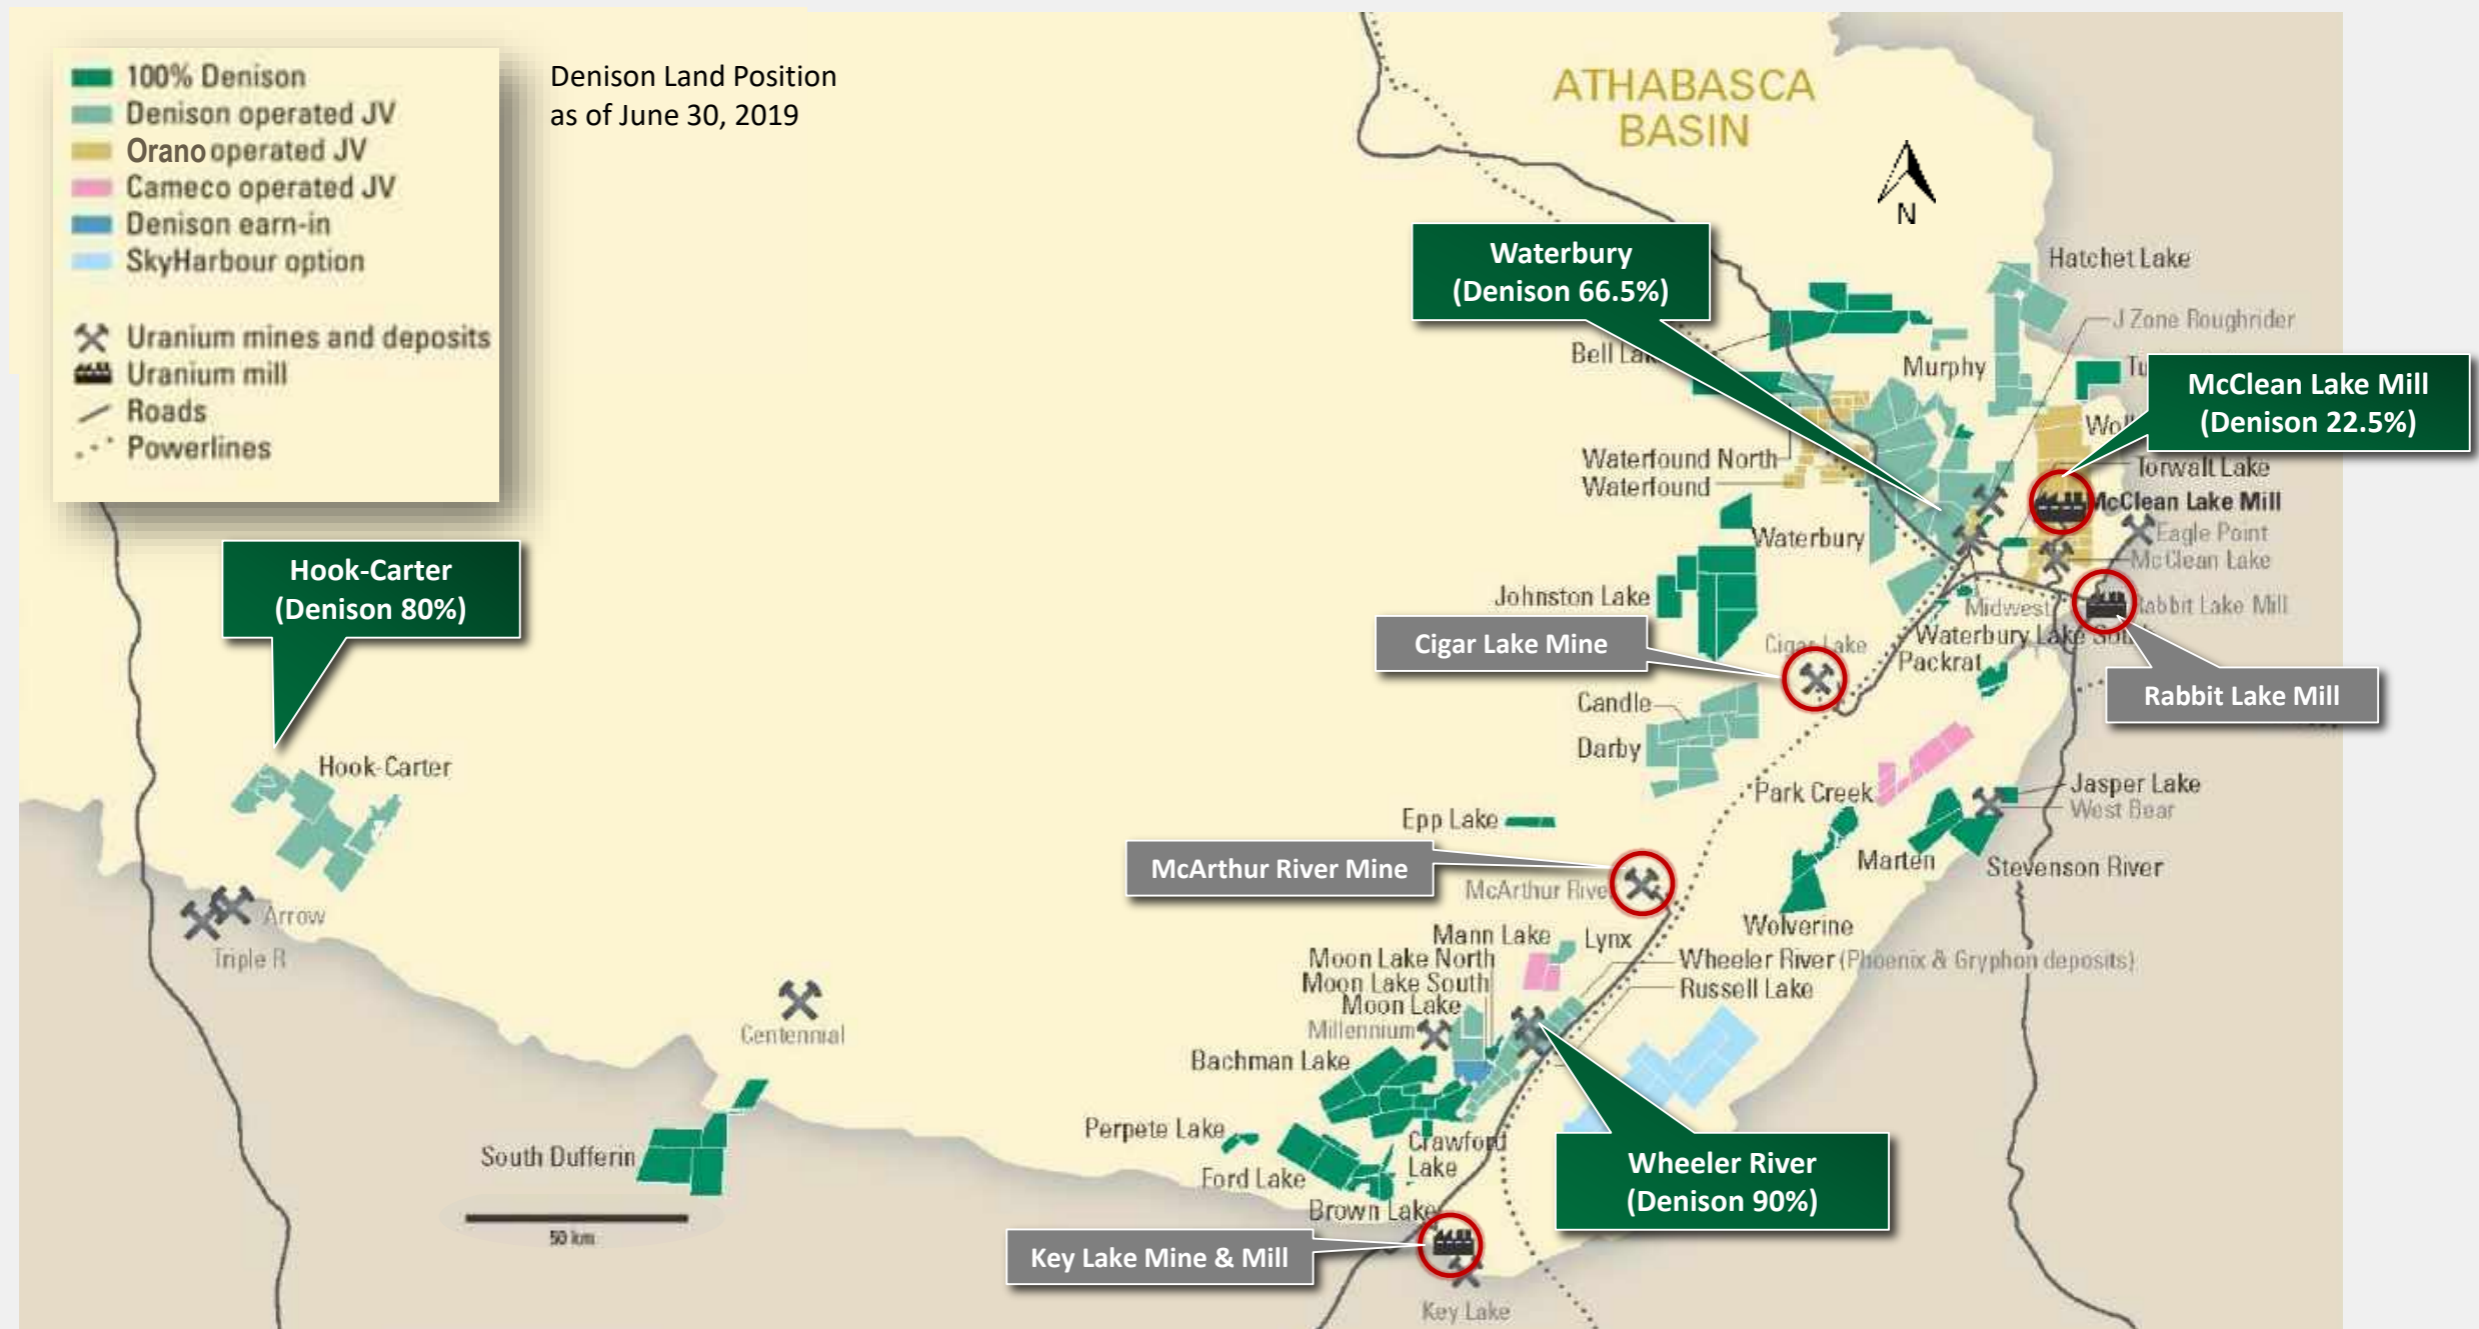 100% Denison
Denison operated JV
Orano operated JV
Cameco operated JV
Denison earn-in
SkyHarbour option
Uranium mines and deposits
Uranium mill
Roads
Powerlines
Denison Land Position
as of June 30, 2019
ATHABASCA
BASIN
N
Waterbury
(Denison 66.5%)
Hatchet Lake
J Zone Roughrider
Bell
Murphy
McClean Lake Mill
(Denison 22.5%)
Waterfound North
Waterfound
Torwalt Lake
McClean Lake Mill
Eagle Point
McClean Lake
Waterbury
Hook-Carter
(Denison 80%)
Johnston Lake
Midwest
Rabbit Lake Mill
Cigar Lake Mine
Cigar Lake
Waterbury Lake South
Packrat
Rabbit Lake Mill
Candle
Darby
Hook-Carter
Park Creek
Jasper Lake
West Bear
Epp Lake
McArthur River Mine
McArthur River
Marten
Stevenson River
Arrow
Triple R
Wolverine
Mann Lake
Lynx
Moon Lake North
Wheeler River (Phoenix & Gryphon deposits)
Moon Lake South
Russell Lake
Moon Lake
Millennium
Centennial
Bachman Lake
Perpete Lake
Crawford
Lake
South Dufferin
Ford Lake
Wheeler River
(Denison 90%)
Brown Lake
50 km
Key Lake Mine & Mill
Key Lake